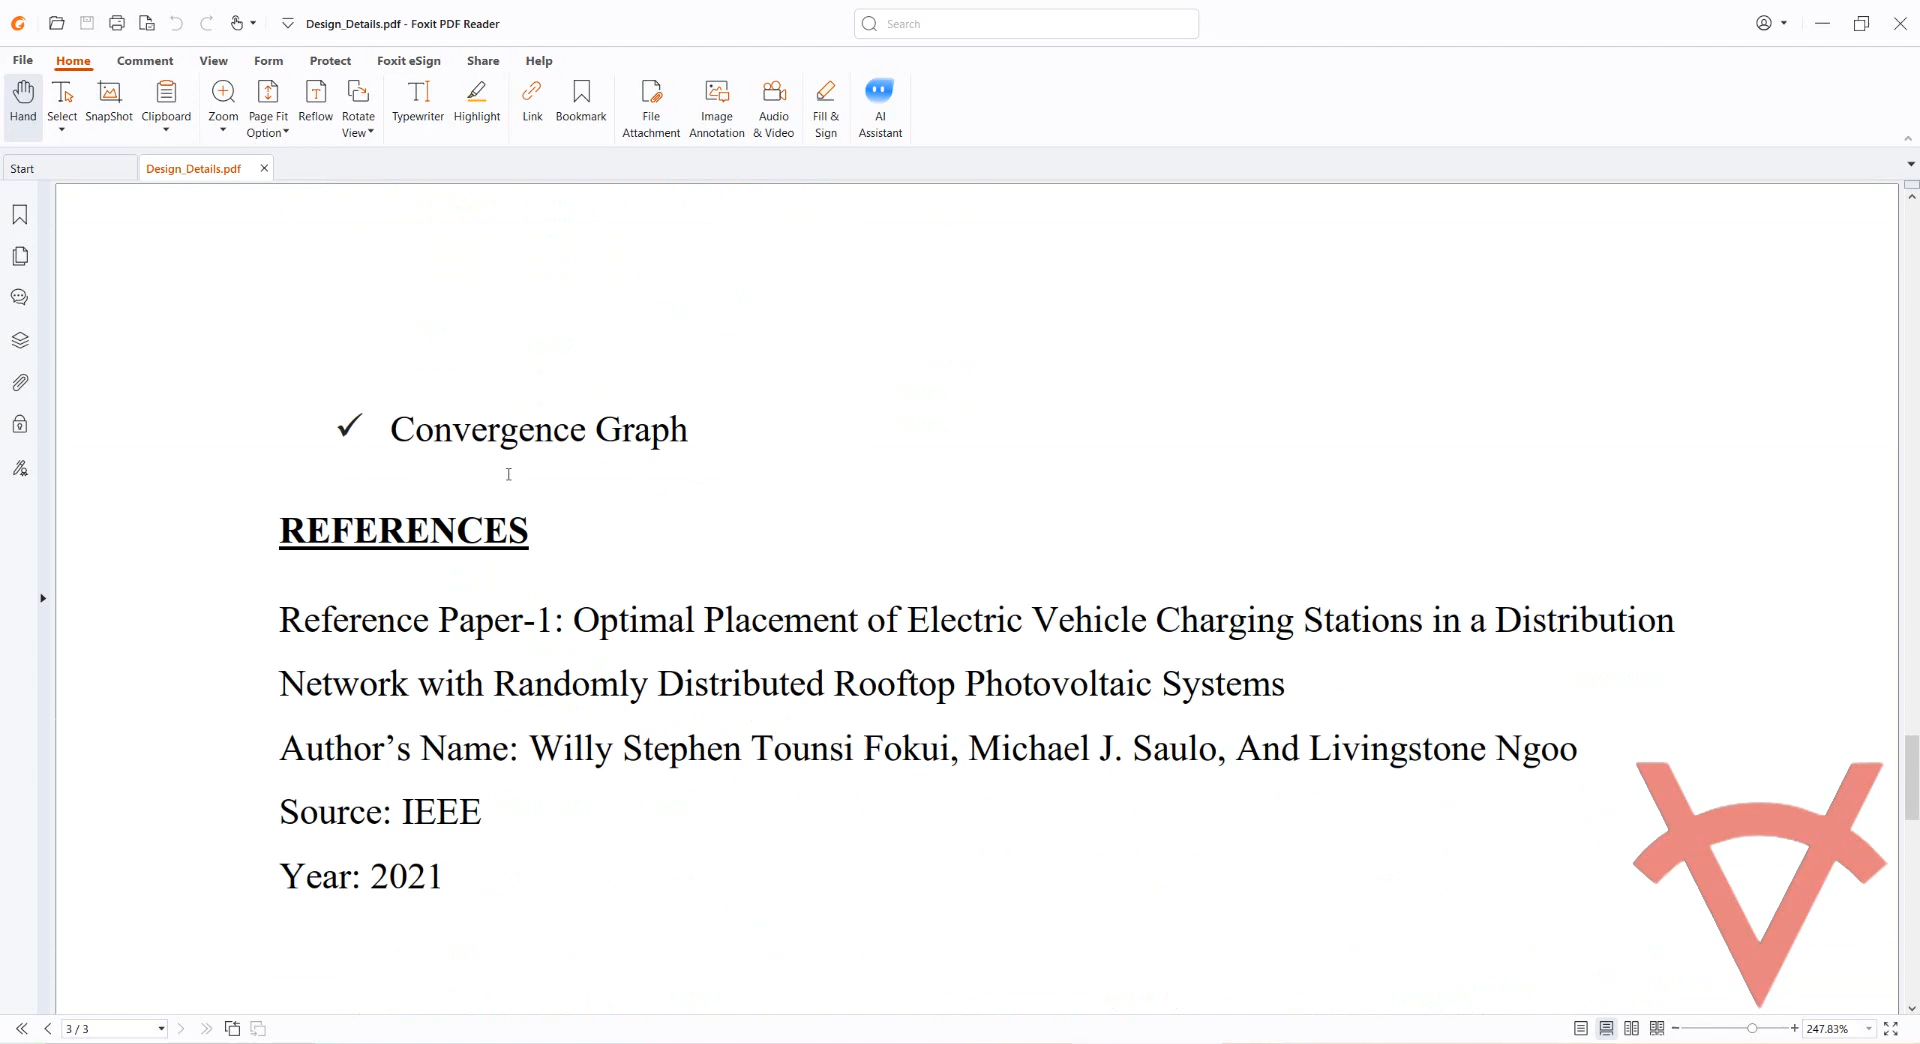 Design_Details.pdf - Foxit PDF Reader
Search
File Home Comment View Form Protect Foxit eSign Share Help
Hand
Select
SnapShot
Clipboard
Zoom
Page Fit
Option
Reflow
Rotate
View
Typewriter
Highlight
Link
Bookmark
File
Attachment
Image
Annotation
Audio
& Video
Fill &
Sign
AI
Assistant
Start
Design_Details.pdf
✓ Convergence Graph
REFERENCES
Reference Paper-1: Optimal Placement of Electric Vehicle Charging Stations in a Distribution
Network with Randomly Distributed Rooftop Photovoltaic Systems
Author’s Name: Willy Stephen Tounsi Fokui, Michael J. Saulo, And Livingstone Ngoo
Source: IEEE
Year: 2021
3 / 3
247.83%